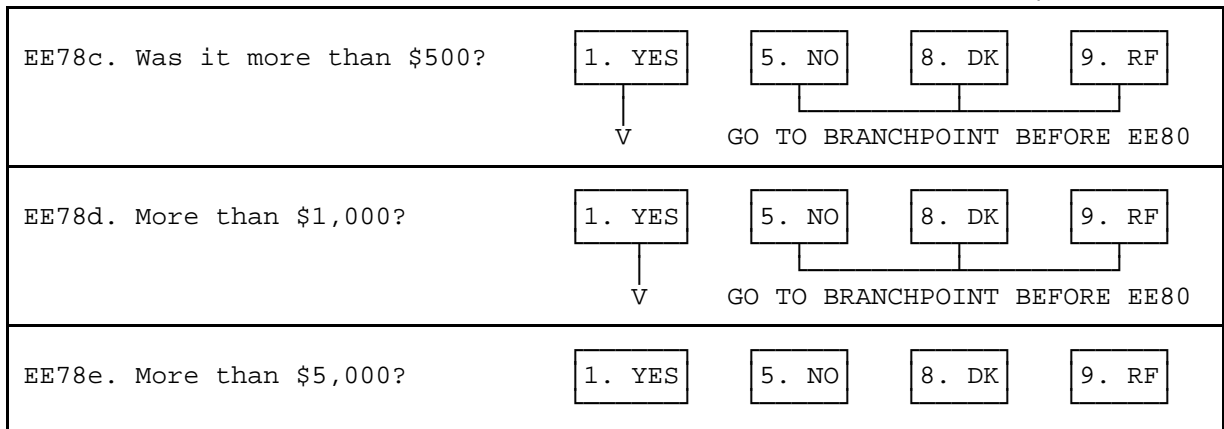 EE78c. Was it more than $500? 1. YES 5. NO 8. DK 9. RF
V GO TO BRANCHPOINT BEFORE EE80
EE78d. More than $1,000? 1. YES 5. NO 8. DK 9. RF
V GO TO BRANCHPOINT BEFORE EE80
EE78e. More than $5,000? 1. YES 5. NO 8. DK 9. RF